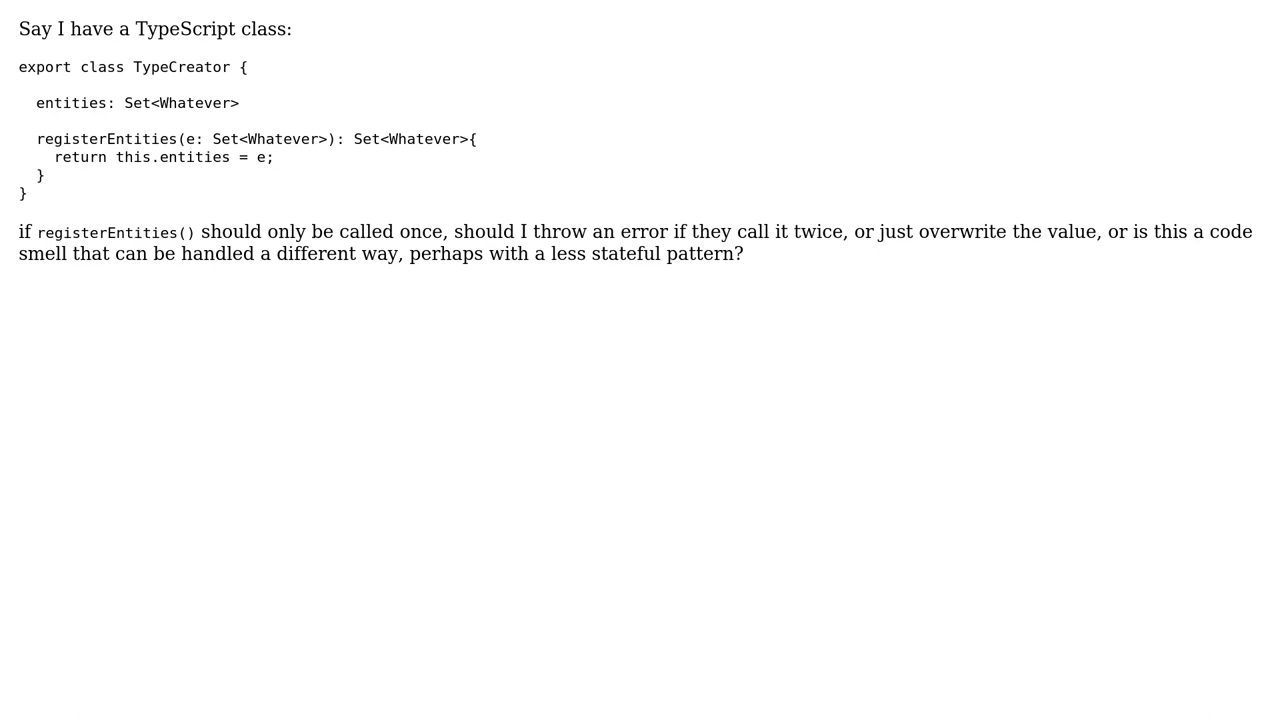 Say I have a TypeScript class:
export class TypeCreator {
entities: Set<Whatever>
registerEntities(e: Set<Whatever>): Set<Whatever>{
return this.entities = e;
}
}
if registerEntities() should only be called once, should I throw an error if they call it twice, or just overwrite the value, or is this a code
smell that can be handled a different way, perhaps with a less stateful pattern?